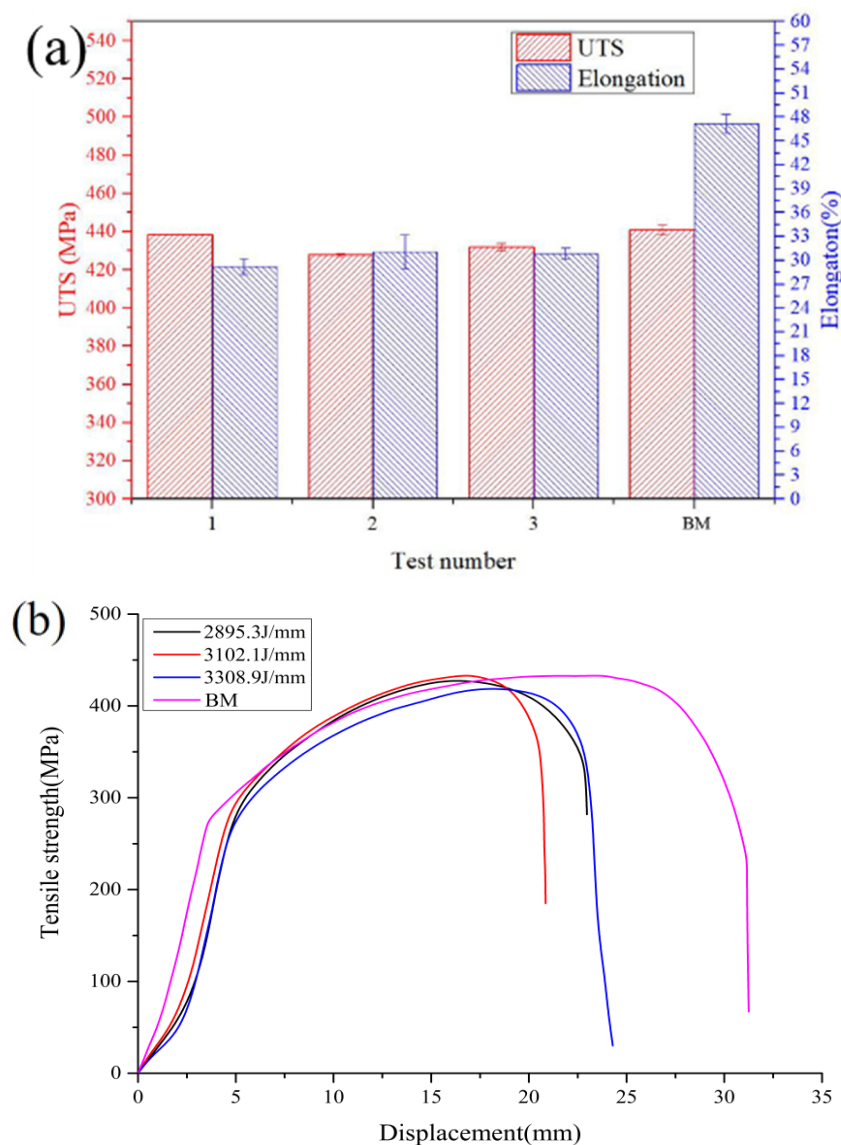 (a)
UTS
Elongation
UTS (MPa)
540
520
500
480
460
440
420
400
380
360
340
320
300
60
57
54
51
48
45
42
39
36
33
30
27
24
21
18
15
12
9
6
3
0
Elongaton(%)
1 2 3 BM
Test number
(b)
2895.3J/mm
3102.1J/mm
3308.9J/mm
BM
Tensile strength(MPa)
500
400
300
200
100
0
0 5 10 15 20 25 30 35
Displacement(mm)